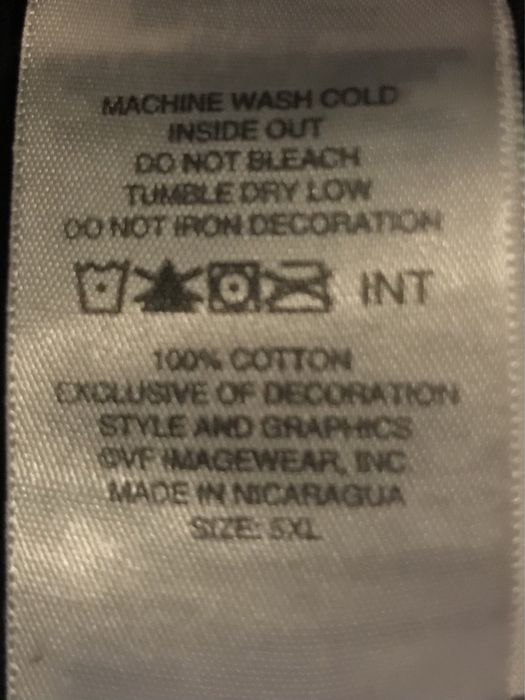 MACHINE WASH COLD
INSIDE OUT
DO NOT BLEACH
TUMBLE DRY LOW
DO NOT IRON DECORATION
INT
100% COTTON
EXCLUSIVE OF DECORATION
STYLE AND GRAPHICS
©VF IMAGEWEAR, INC
MADE IN NICARAGUA
SIZE: 5XL